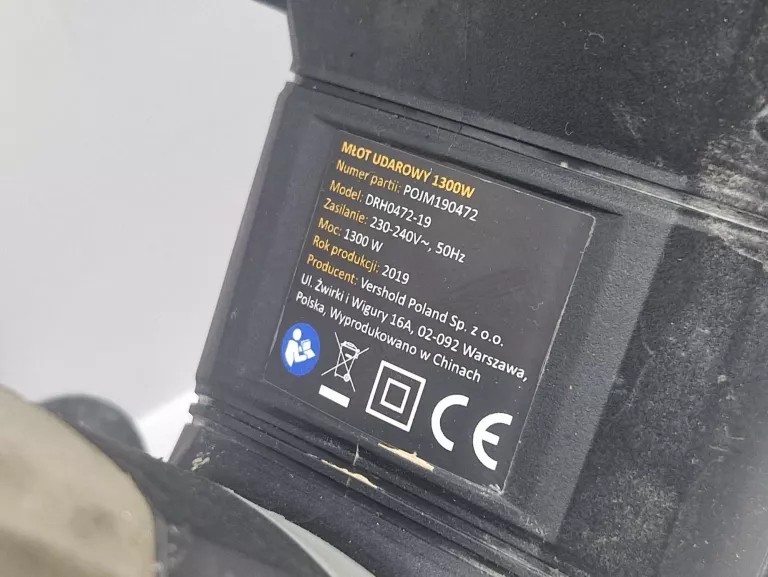 MŁOT UDAROWY 1300W
Numer partii: POJM190472
Model: DRH0472-19
Zasilanie: 230-240V~, 50Hz
Moc: 1300 W
Rok produkcji: 2019
Producent: Vershold Poland Sp. z o.o.
Ul. Żwirki i Wigury 16A, 02-092 Warszawa,
Polska, Wyprodukowano w Chinach
CE